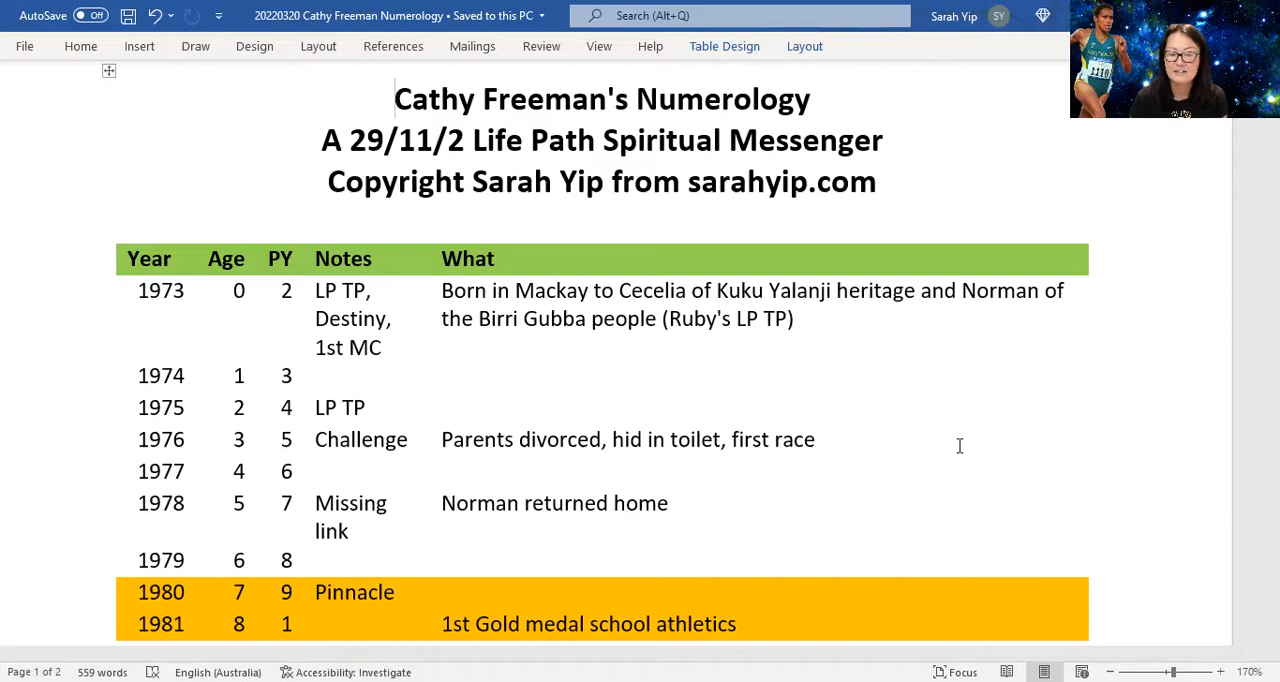 AutoSave Off 20220320 Cathy Freeman Numerology • Saved to this PC Search (Alt+Q) Sarah Yip SY
File Home Insert Draw Design Layout References Mailings Review View Help Table Design Layout
1110
Cathy Freeman's Numerology
A 29/11/2 Life Path Spiritual Messenger
Copyright Sarah Yip from sarahyip.com
Year Age PY Notes What
1973 0 2 LP TP, Born in Mackay to Cecelia of Kuku Yalanji heritage and Norman of
Destiny, the Birri Gubba people (Ruby's LP TP)
1st MC
1974 1 3
1975 2 4 LP TP
1976 3 5 Challenge Parents divorced, hid in toilet, first race
1977 4 6
1978 5 7 Missing Norman returned home
link
1979 6 8
1980 7 9 Pinnacle
1981 8 1 1st Gold medal school athletics
Page 1 of 2 559 words English (Australia) Accessibility: Investigate Focus 170%